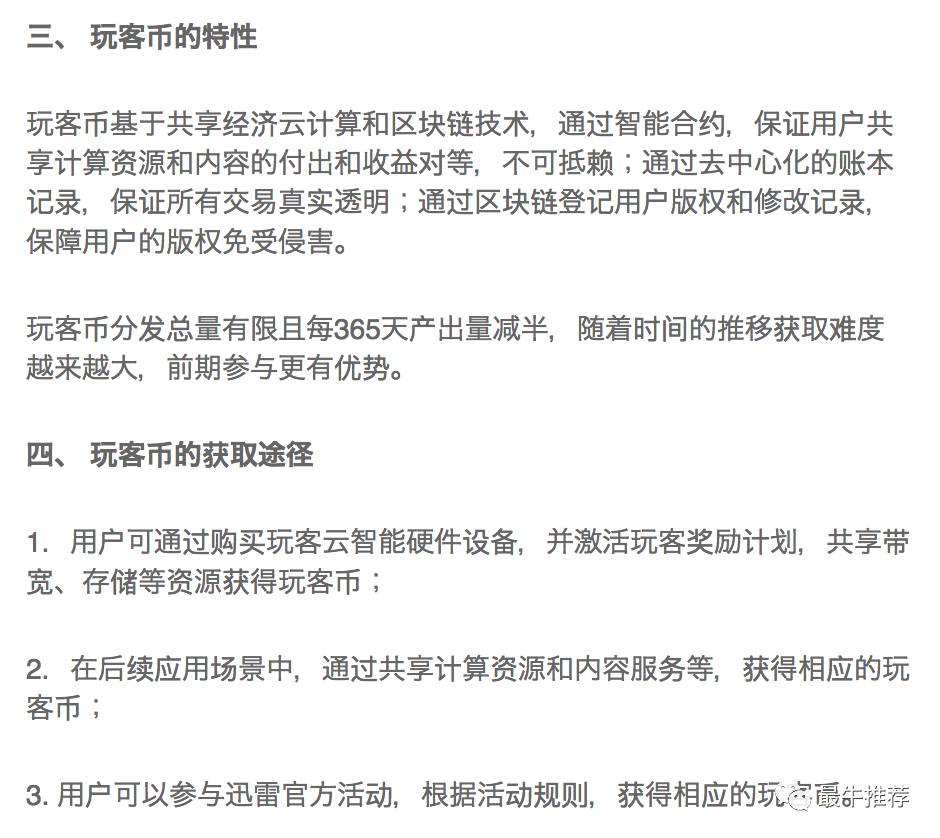 三、 玩客币的特性
玩客币基于共享经济云计算和区块链技术，通过智能合约，保证用户共
享计算资源和内容的付出和收益对等，不可抵赖；通过去中心化的账本
记录，保证所有交易真实透明；通过区块链登记用户版权和修改记录，
保障用户的版权免受侵害。
玩客币分发总量有限且每365天产出量减半，随着时间的推移获取难度
越来越大，前期参与更有优势。
四、 玩客币的获取途径
1. 用户可通过购买玩客云智能硬件设备，并激活玩客奖励计划，共享带
宽、存储等资源获得玩客币；
2. 在后续应用场景中，通过共享计算资源和内容服务等，获得相应的玩
客币；
3. 用户可以参与迅雷官方活动，根据活动规则，获得相应的玩客币。
最牛推荐